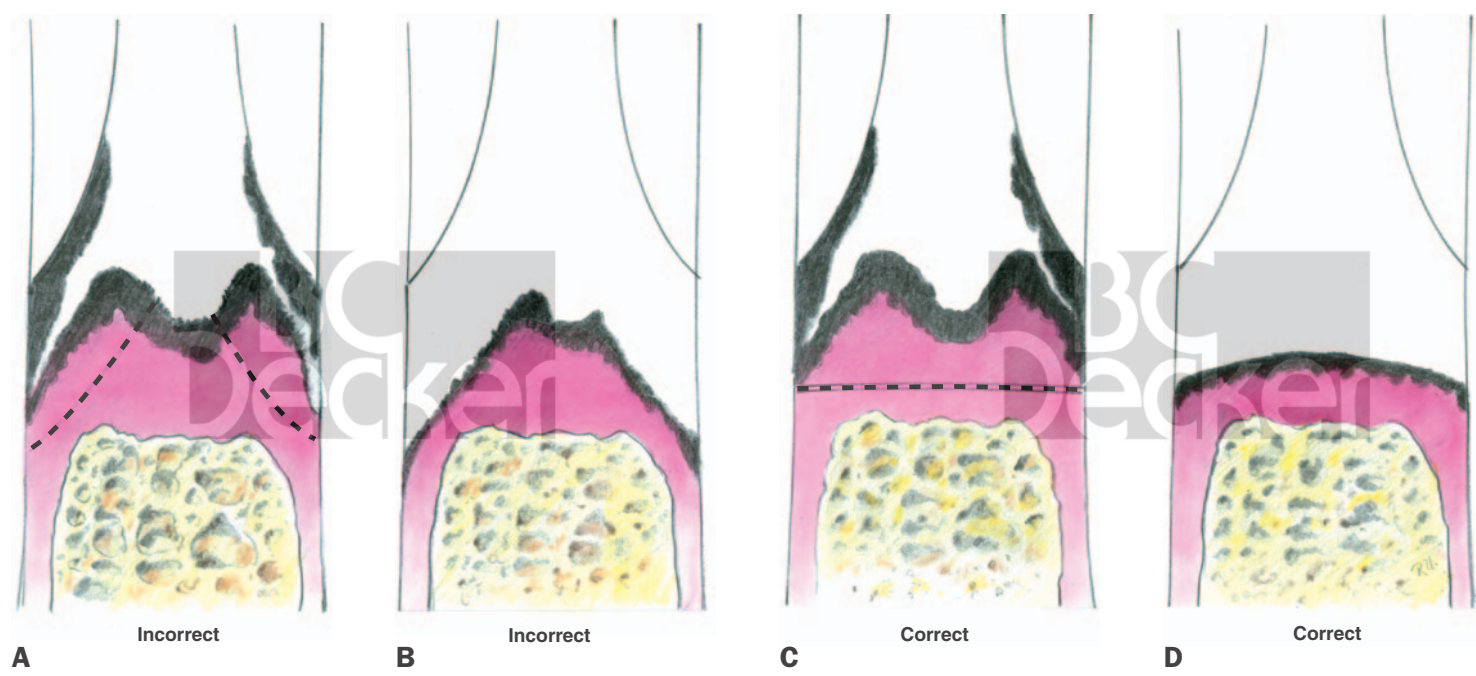 BC
Decker
BC
Decker
R.H.
Incorrect
Incorrect
Correct
Correct
A
B
C
D